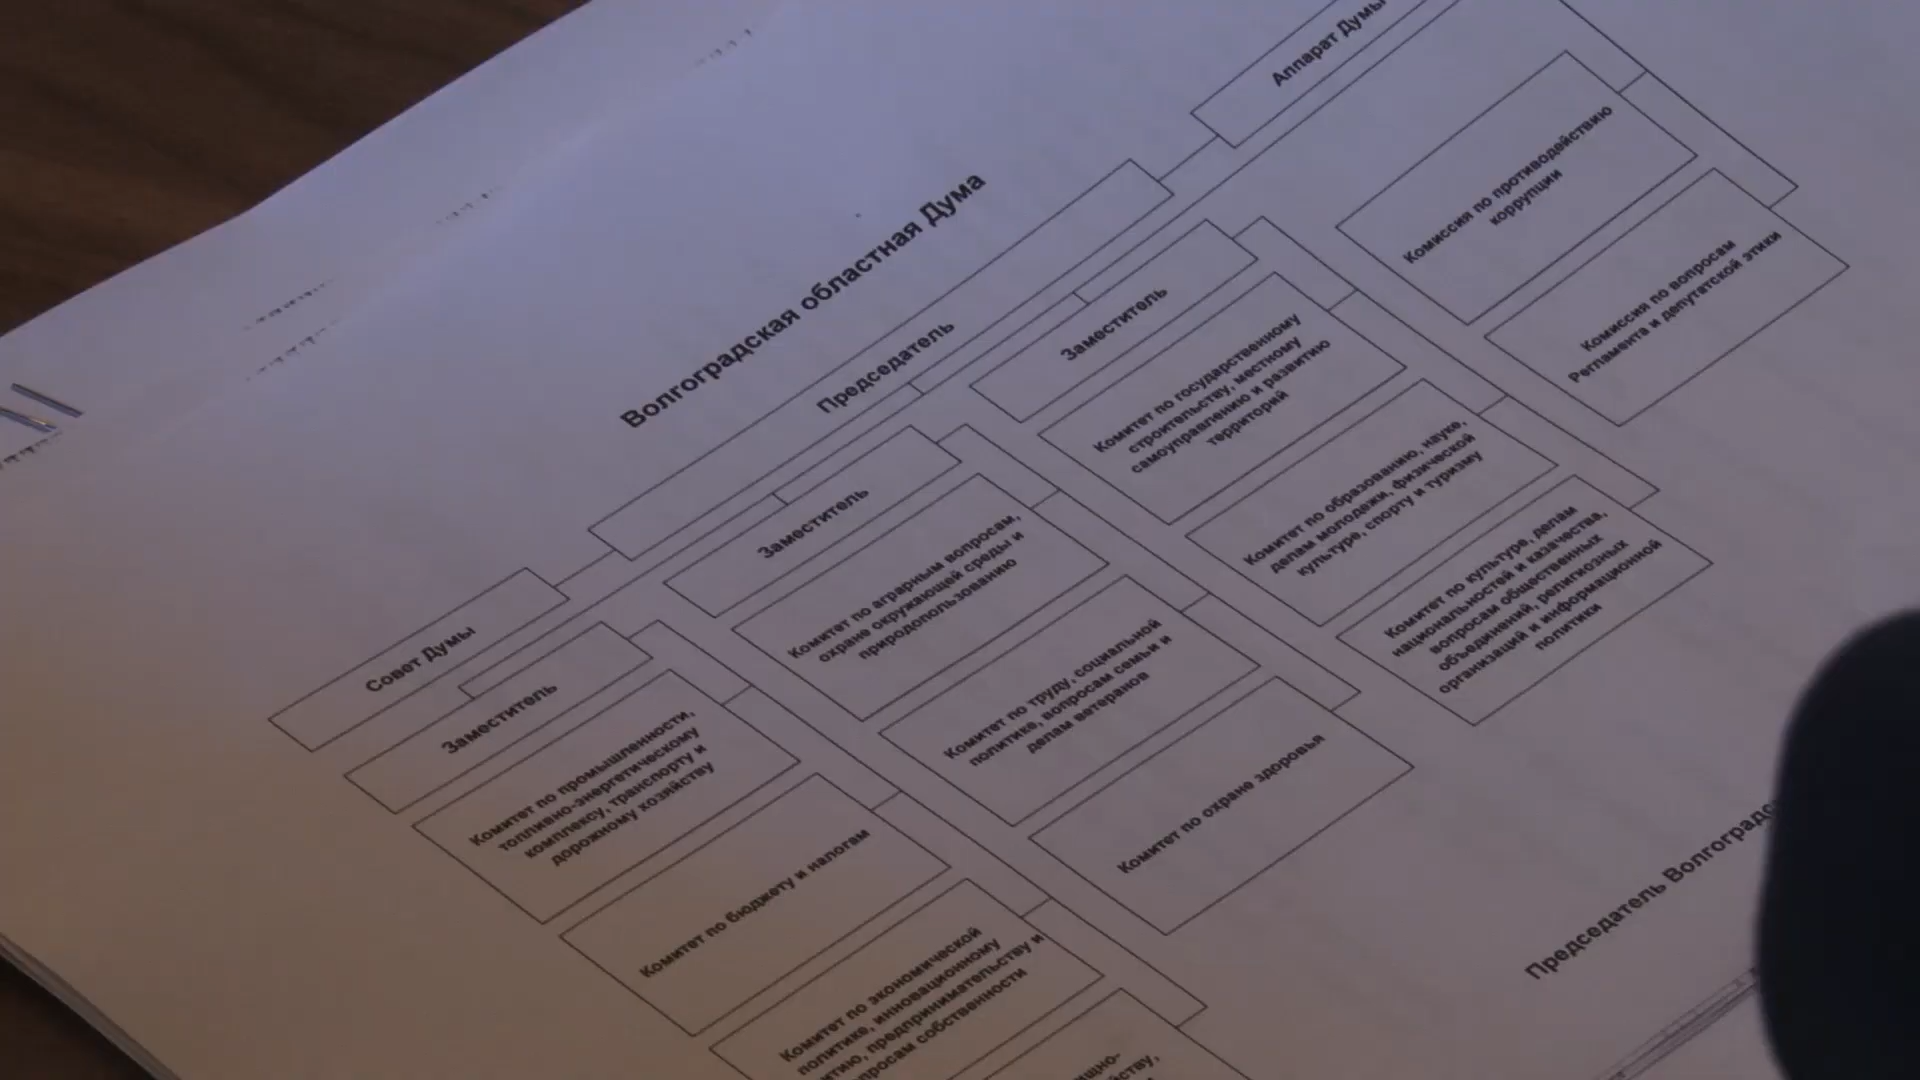 Волгоградская областная Дума
Аппарат Думы
Председатель
Совет Думы
Заместитель
Комитет по промышленности,
топливно-энергетическому
комплексу, транспорту и
дорожному хозяйству
Комитет по бюджету и налогам
Комитет по экономической
политике, инновационному
предпринимательству и
собственности
Заместитель
Комитет по аграрным вопросам,
охране окружающей среды и
природопользованию
Комитет по труду, социальной
политике, вопросам семьи и
делам ветеранов
Комитет по охране здоровья
Заместитель
Комитет по государственному
строительству, местному
самоуправлению и развитию
территорий
Комитет по образованию, науке,
делам молодежи, физической
культуре, спорту и туризму
Комитет по культуре, делам
национальностей и казачества,
вопросам общественных
объединений, религиозных
организаций и информационной
политики
Комиссия по противодействию
коррупции
Комиссия по вопросам
Регламента и депутатской этики
Председатель